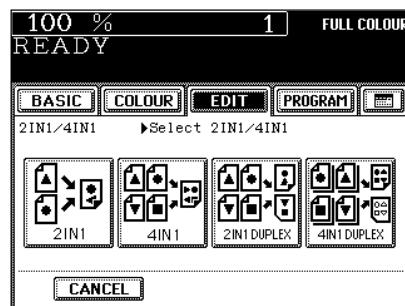 100 % 1 FULL COLOUR
READY
BASIC COLOUR EDIT PROGRAM
2IN1/4IN1 ▶Select 2IN1/4IN1
2IN1 4IN1 2IN1 DUPLEX 4IN1 DUPLEX
CANCEL